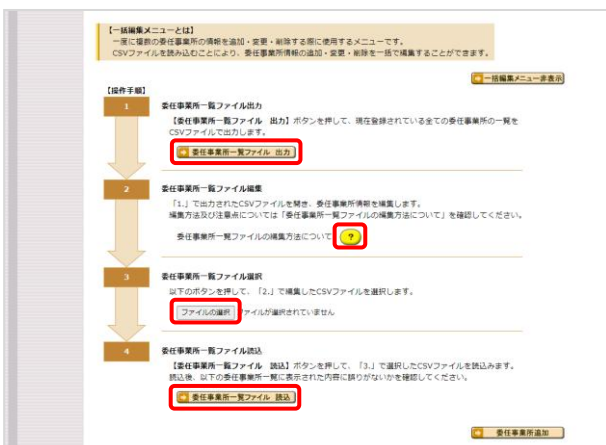 【一括編集メニューとは】
一度に複数の委任事業所の情報を追加・変更・削除する際に使用するメニューです。
CSVファイルを読み込むことにより、委任事業所情報の追加・変更・削除を一括で編集することができます。
一括編集メニュー非表示
【操作手順】
1 委任事業所一覧ファイル出力
【委任事業所一覧ファイル 出力】ボタンを押して、現在登録されている全ての委任事業所の一覧を
CSVファイルで出力します。
委任事業所一覧ファイル 出力
2 委任事業所一覧ファイル編集
「1.」で出力されたCSVファイルを開き、委任事業所情報を編集します。
編集方法及び注意点については「委任事業所一覧ファイルの編集方法について」を確認してください。
委任事業所一覧ファイルの編集方法について ?
3 委任事業所一覧ファイル選択
以下のボタンを押して、「2.」で編集したCSVファイルを選択します。
ファイルの選択 ファイルが選択されていません
4 委任事業所一覧ファイル読込
【委任事業所一覧ファイル 読込】ボタンを押して、「3.」で選択したCSVファイルを読込みます。
読込後、以下の委任事業所一覧に表示された内容に誤りがないかを確認してください。
委任事業所一覧ファイル 読込
委任事業所追加